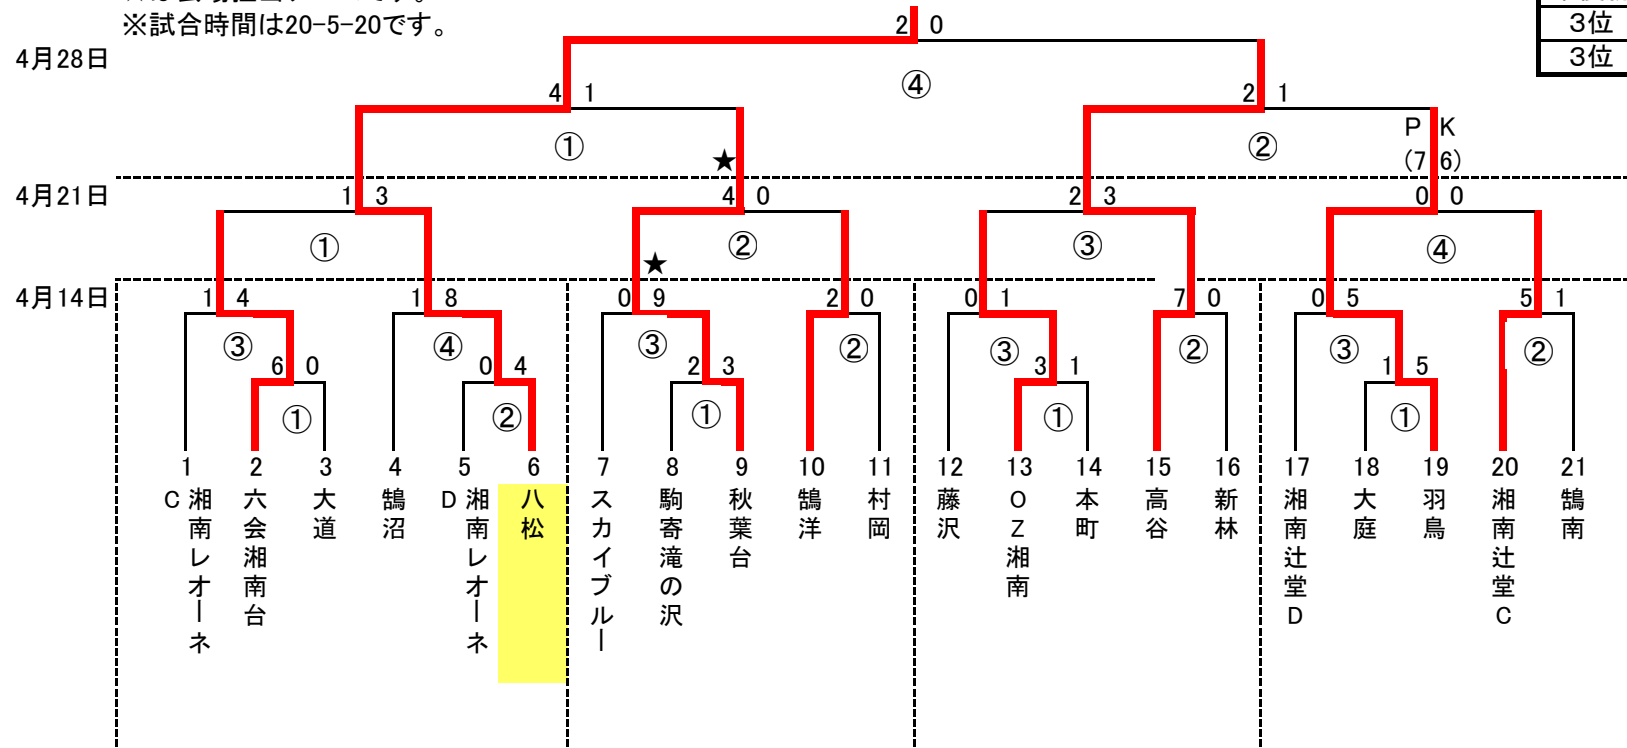 ※試合時間は20-5-20です。
3位
3位
2 0
4月28日
④
4 1
2 1
① ②
P K
(7 6)
★
4月21日
1 3
4 0
2 3
0 0
① ② ③ ④
★
4月14日
1 4
1 8
0 9
2 0
0 1
7 0
0 5
5 1
③ ④ ③ ② ③ ② ③ ②
6 0
0 4
2 3
3 1
1 5
① ② ① ① ①
1 2 3 4 5 6 7 8 9 10 11 12 13 14 15 16 17 18 19 20 21
湘南レオーネC
六会湘南台
大道
鵠沼
湘南レオーネD
八松
スカイブルー
駒寄滝の沢
秋葉台
鵠洋
村岡
藤沢
OZ湘南
本町
高谷
新林
湘南辻堂D
大庭
羽鳥
湘南辻堂C
鵠南